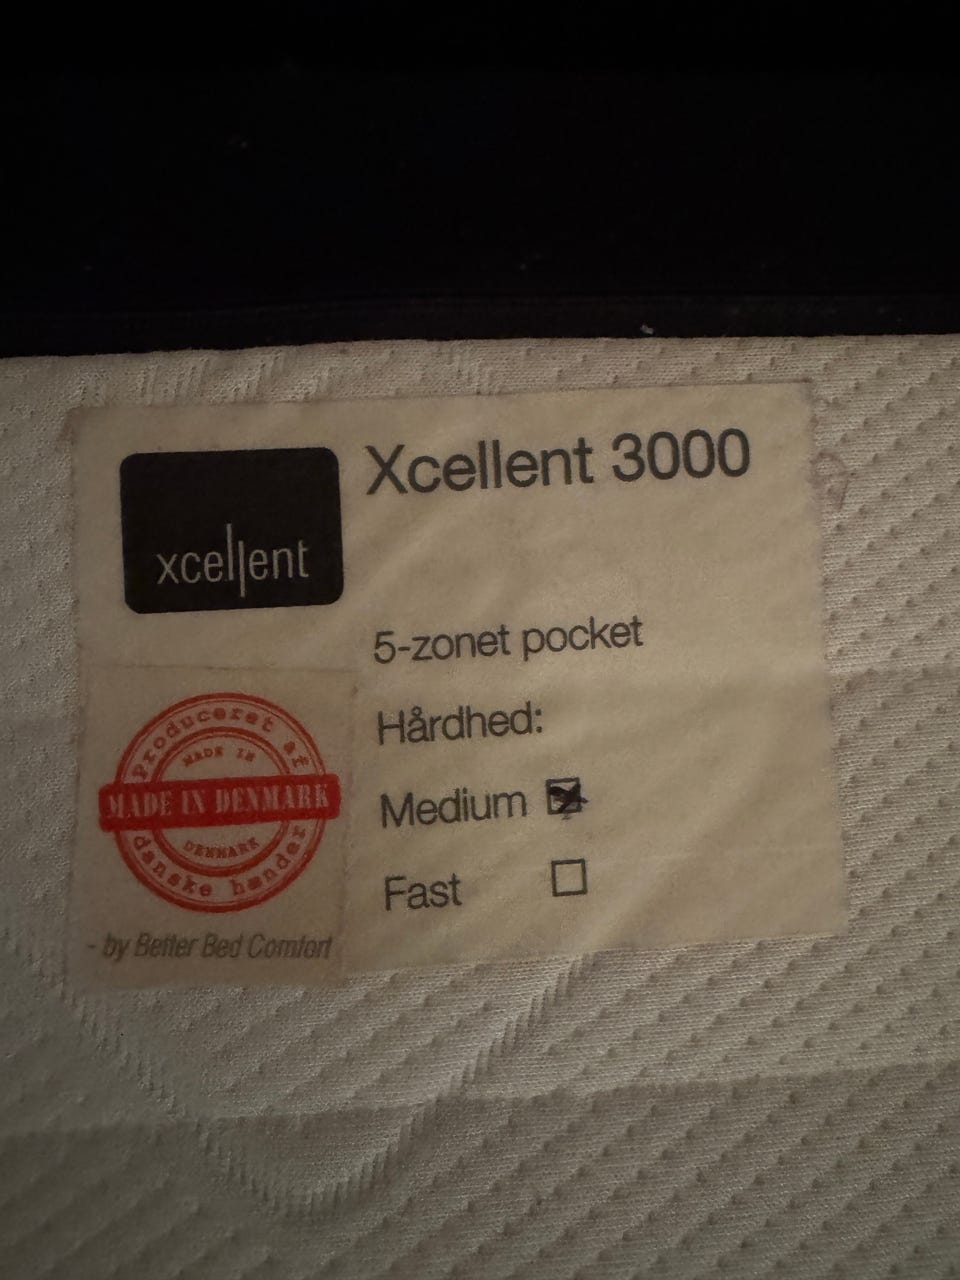 Xcellent 3000
xcellent
5-zonet pocket
Hårdhed:
Medium
Fast
Produceret af
MADE IN
MADE IN DENMARK
DENMARK
danske hænder
- by Better Bed Comfort